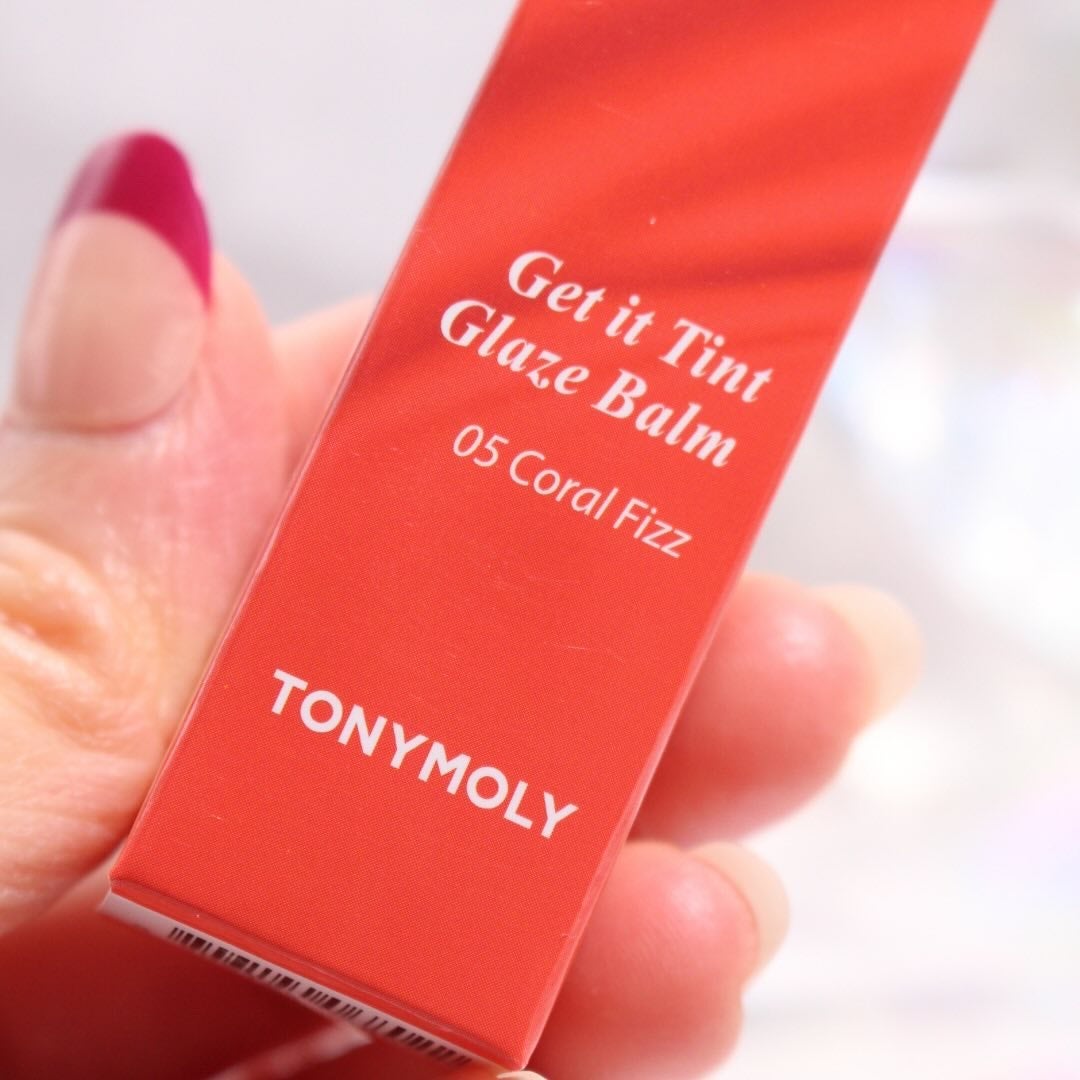 Get it Tint
Glaze Balm
05 Coral Fizz
TONYMOLY